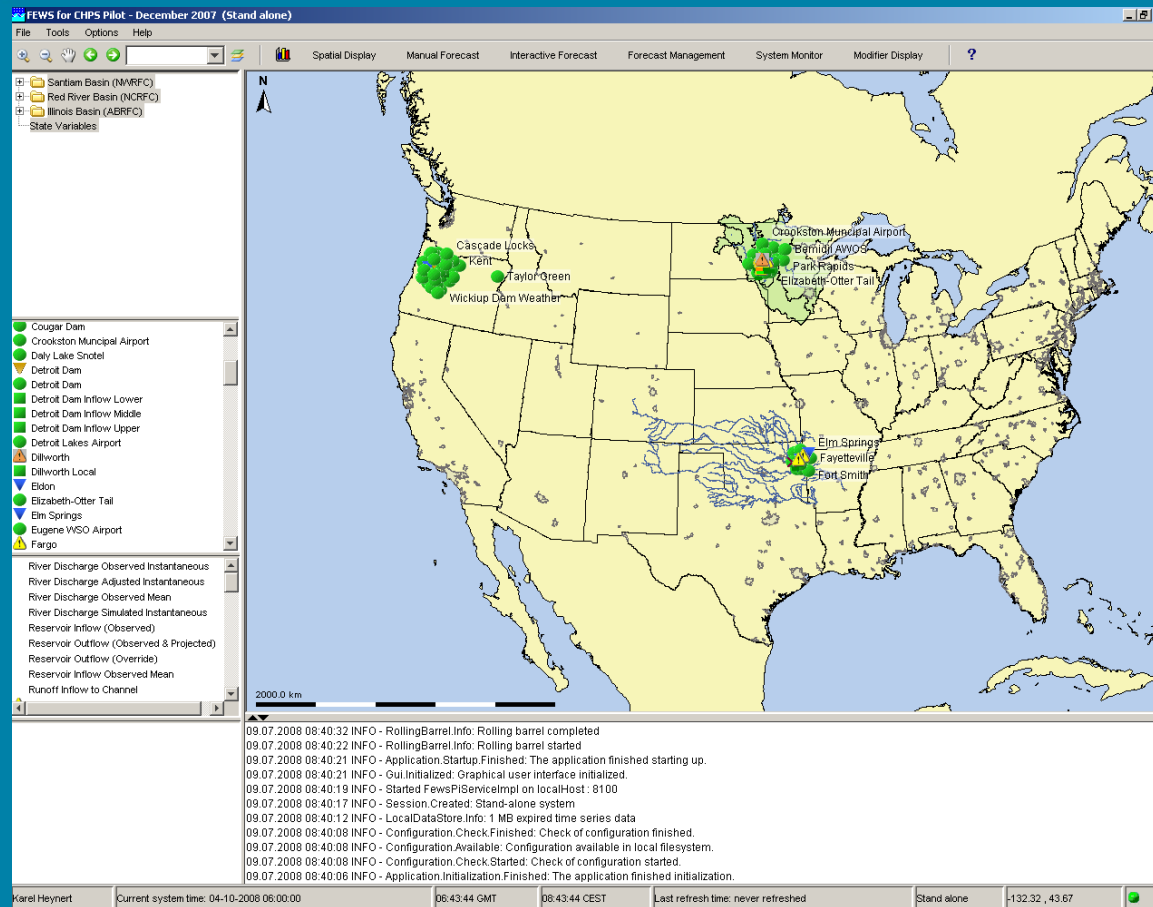 FEWS for CHPS Pilot - December 2007 (Stand alone)
File Tools Options Help
Spatial Display Manual Forecast Interactive Forecast Forecast Management System Monitor Modifier Display ?
Santiam Basin (NWRFC)
Red River Basin (NCRFC)
Illinois Basin (ABRFC)
State Variables
Cougar Dam
Crookston Muncipal Airport
Daly Lake Snotel
Detroit Dam
Detroit Dam
Detroit Dam Inflow Lower
Detroit Dam Inflow Middle
Detroit Dam Inflow Upper
Detroit Lakes Airport
Dillworth
Dillworth Local
Eldon
Elizabeth-Otter Tail
Elm Springs
Eugene WSO Airport
Fargo
River Discharge Observed Instantaneous
River Discharge Adjusted Instantaneous
River Discharge Observed Mean
River Discharge Simulated Instantaneous
Reservoir Inflow (Observed)
Reservoir Outflow (Observed & Projected)
Reservoir Outflow (Override)
Reservoir Inflow Observed Mean
Runoff Inflow to Channel
N
Cascade Locks
Kent
Taylor Green
Wickiup Dam Weather
Crookston Muncipal Airport
Bemidji AWOS
Park Rapids
Elizabeth-Otter Tail
Elm Springs
Fayetteville
Fort Smith
2000.0 km
09.07.2008 08:40:32 INFO - RollingBarrel.Info: Rolling barrel completed
09.07.2008 08:40:22 INFO - RollingBarrel.Info: Rolling barrel started
09.07.2008 08:40:21 INFO - Application.Startup.Finished: The application finished starting up.
09.07.2008 08:40:21 INFO - Gui.Initialized: Graphical user interface initialized.
09.07.2008 08:40:19 INFO - Started FewsPiServiceImpl on localHost : 8100
09.07.2008 08:40:17 INFO - Session.Created: Stand-alone system
09.07.2008 08:40:12 INFO - LocalDataStore.Info: 1 MB expired time series data
09.07.2008 08:40:08 INFO - Configuration.Check.Finished: Check of configuration finished.
09.07.2008 08:40:08 INFO - Configuration.Available: Configuration available in local filesystem.
09.07.2008 08:40:08 INFO - Configuration.Check.Started: Check of configuration started.
09.07.2008 08:40:06 INFO - Application.Initialization.Finished: The application finished initialization.
Karel Heynert Current system time: 04-10-2008 06:00:00 06:43:44 GMT 08:43:44 CEST Last refresh time: never refreshed Stand alone -132.32 , 43.67